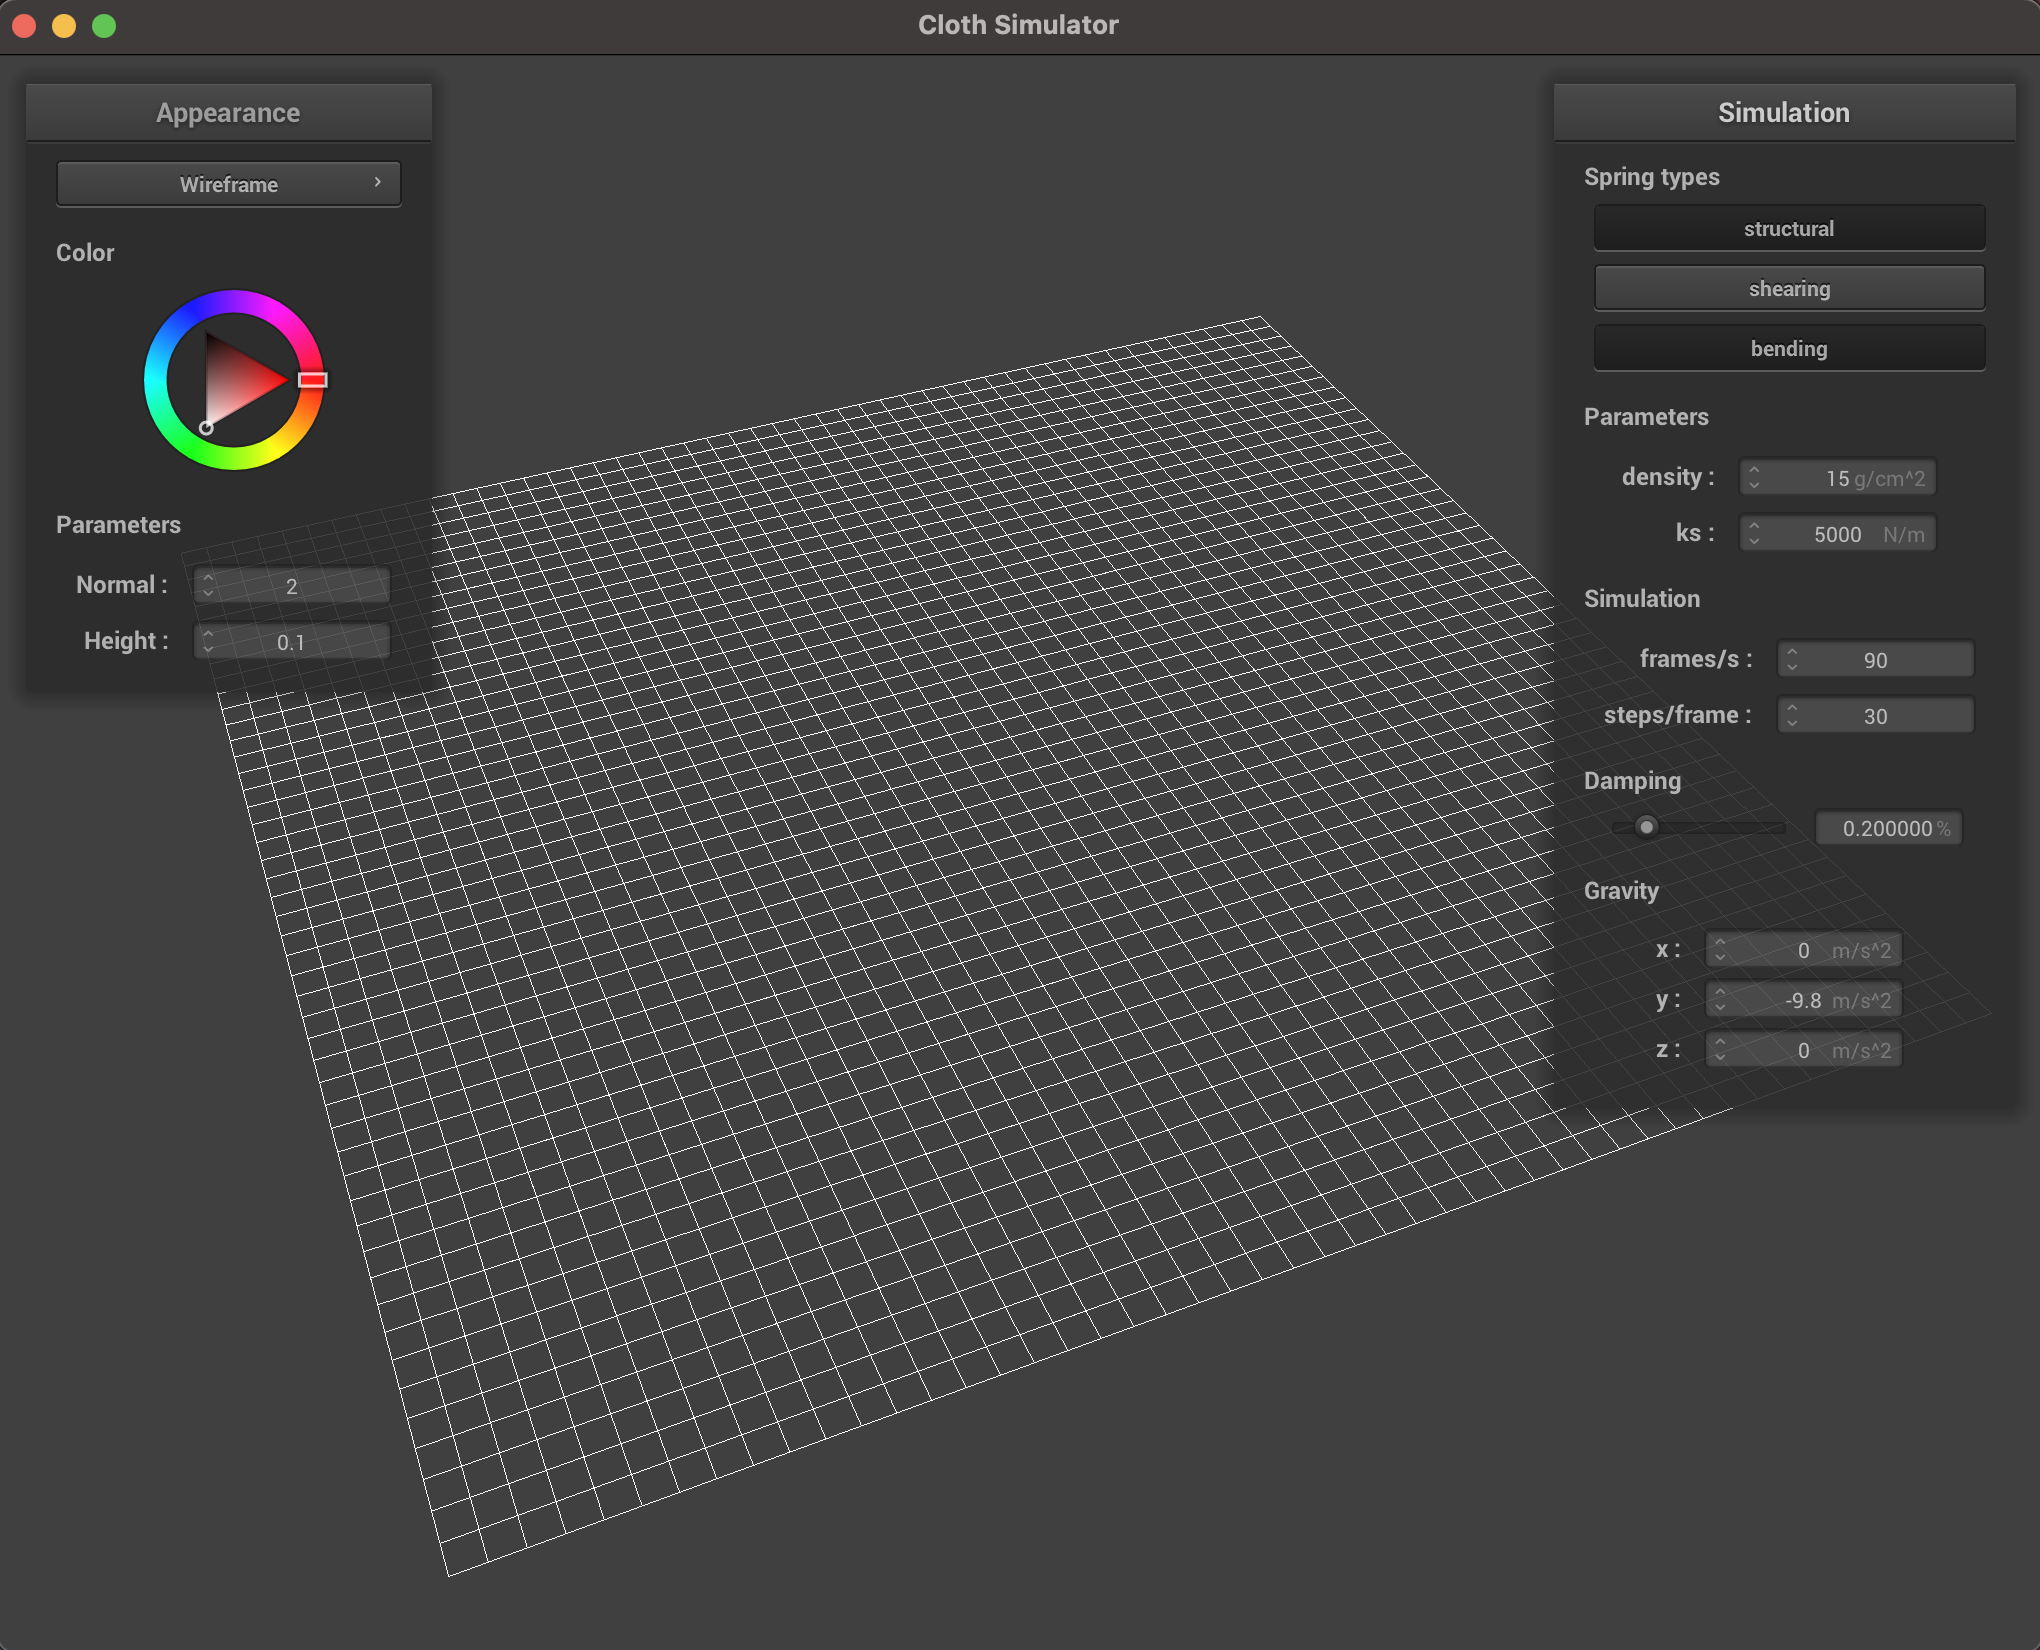 Cloth Simulator
Appearance
Wireframe
Color
Parameters
Normal : 2
Height : 0.1
Simulation
Spring types
structural
shearing
bending
Parameters
density : 15 g/cm^2
ks : 5000 N/m
Simulation
frames/s : 90
steps/frame : 30
Damping
0.200000 %
Gravity
x : 0 m/s^2
y : -9.8 m/s^2
z : 0 m/s^2